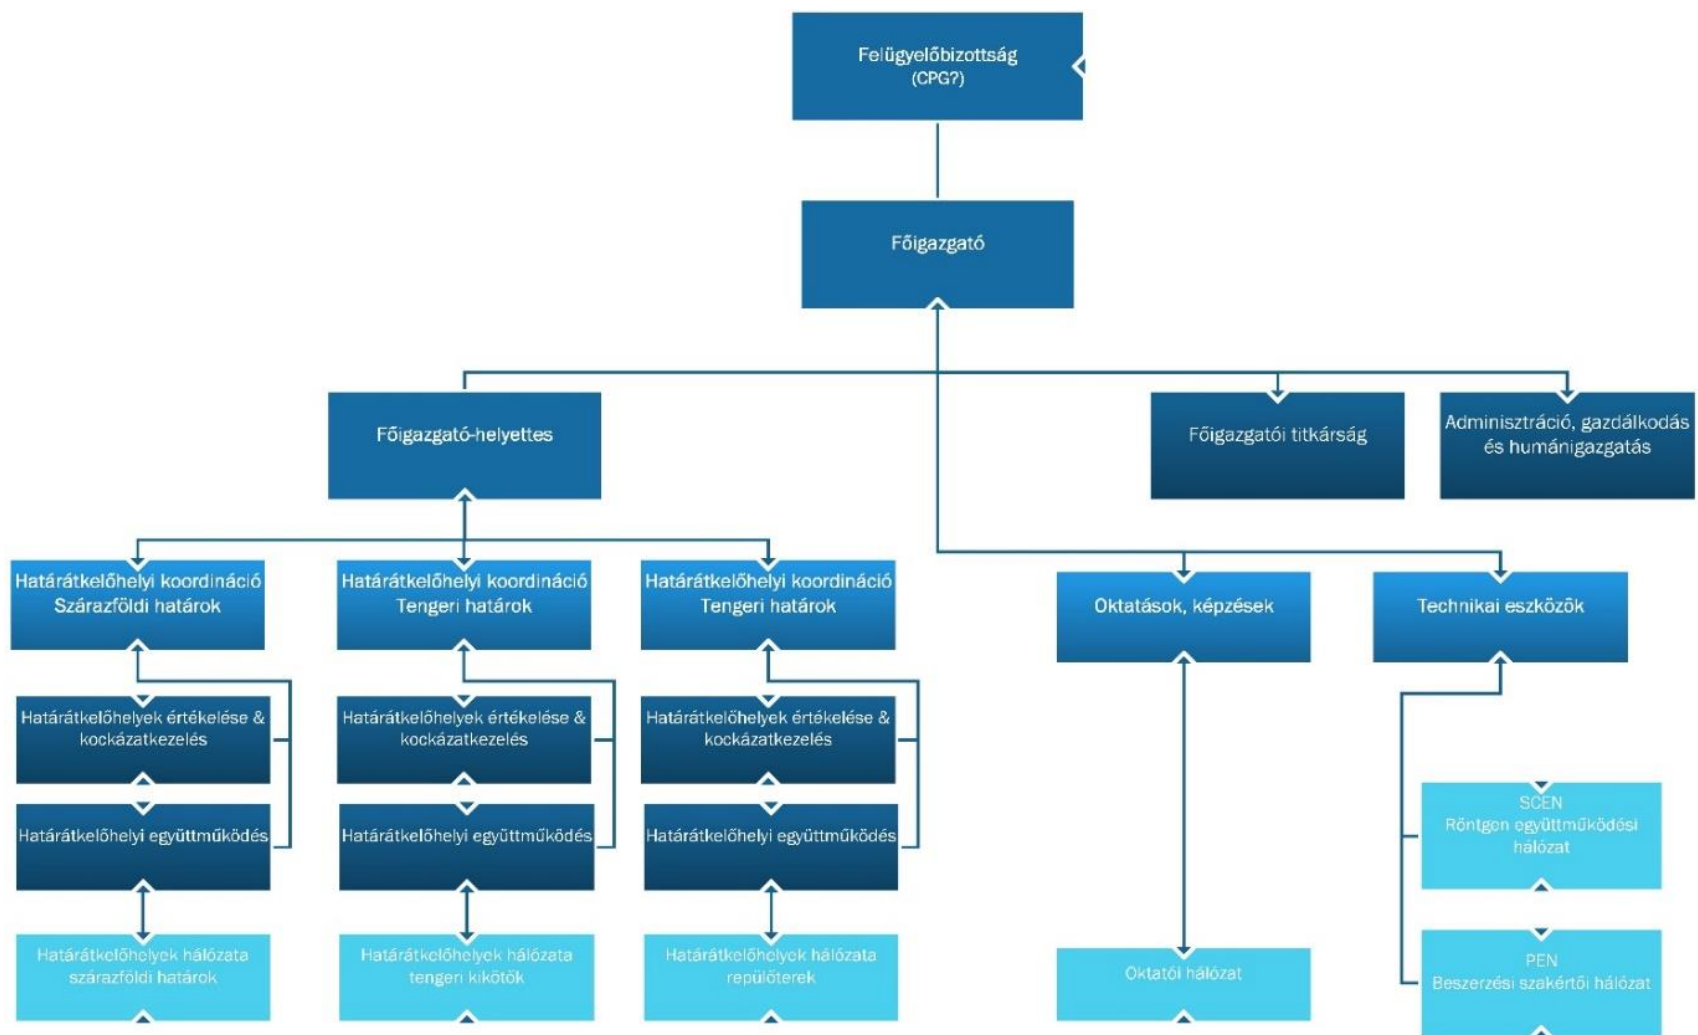 Felügyelőbizottság
(CPG?)
Főigazgató
Főigazgató-helyettes
Főigazgatói titkárság
Adminisztráció, gazdálkodás
és humánigazgatás
Határátkelőhelyi koordináció
Szárazföldi határok
Határátkelőhelyi koordináció
Tengeri határok
Határátkelőhelyi koordináció
Tengeri határok
Oktatások, képzések
Technikai eszközök
Határátkelőhelyek értékelése &
kockázatkezelés
Határátkelőhelyek értékelése &
kockázatkezelés
Határátkelőhelyek értékelése &
kockázatkezelés
Határátkelőhelyi együttműködés
Határátkelőhelyi együttműködés
Határátkelőhelyi együttműködés
SCEN
Röntgen együttműködési
hálózat
Határátkelőhelyek hálózata
szárazföldi határok
Határátkelőhelyek hálózata
tengeri kikötők
Határátkelőhelyek hálózata
repülőterek
Oktatói hálózat
PEN
Beszerzési szakértői hálózat